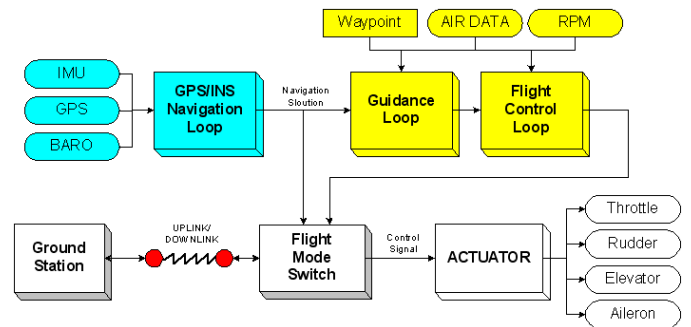 Waypoint
AIR DATA
RPM
IMU
GPS
BARO
GPS/INS
Navigation
Loop
Navigation
Sloution
Guidance
Loop
Flight
Control
Loop
Ground
Station
UPLINK/
DOWNLINK
Flight
Mode
Switch
Control
Signal
ACTUATOR
Throttle
Rudder
Elevator
Aileron